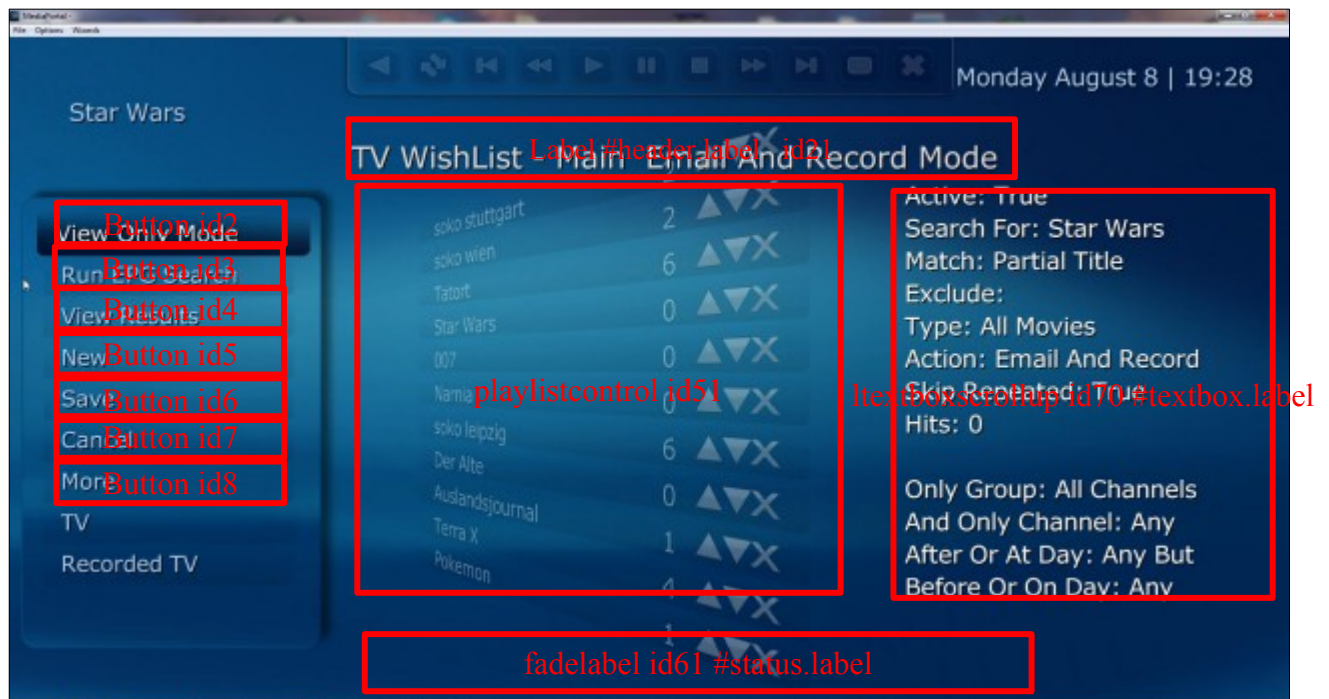 MediaPortal -
File Options Wizards
Monday August 8 | 19:28
Star Wars
Label #header.label id21
TV WishList - Main Email And Record Mode
Button id2
View Only Mode
Button id3
Run EPG Search
Button id4
View Results
Button id5
New
Button id6
Save
Button id7
Cancel
Button id8
More
TV
Recorded TV
playlistcontrol id51
2
soko stuttgart 2
soko wien 6
Tatort 0
Star Wars 0
007 0
Narnia 6
soko leipzig 0
Der Alte 1
Auslandsjournal 4
Terra X 1
Pokemon
ltextboxscrollup id70 #textbox.label
Active: True
Search For: Star Wars
Match: Partial Title
Exclude:
Type: All Movies
Action: Email And Record
Skip Repeated: True
Hits: 0
Only Group: All Channels
And Only Channel: Any
After Or At Day: Any But
Before Or On Day: Any
fadelabel id61 #status.label